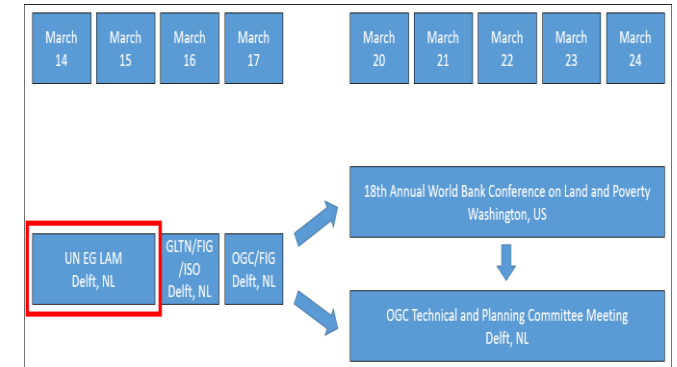 March
14
March
15
March
16
March
17
March
20
March
21
March
22
March
23
March
24
18th Annual World Bank Conference on Land and Poverty
Washington, US
UN EG LAM
Delft, NL
GLTN/FIG
/ISO
Delft, NL
OGC/FIG
Delft, NL
OGC Technical and Planning Committee Meeting
Delft, NL